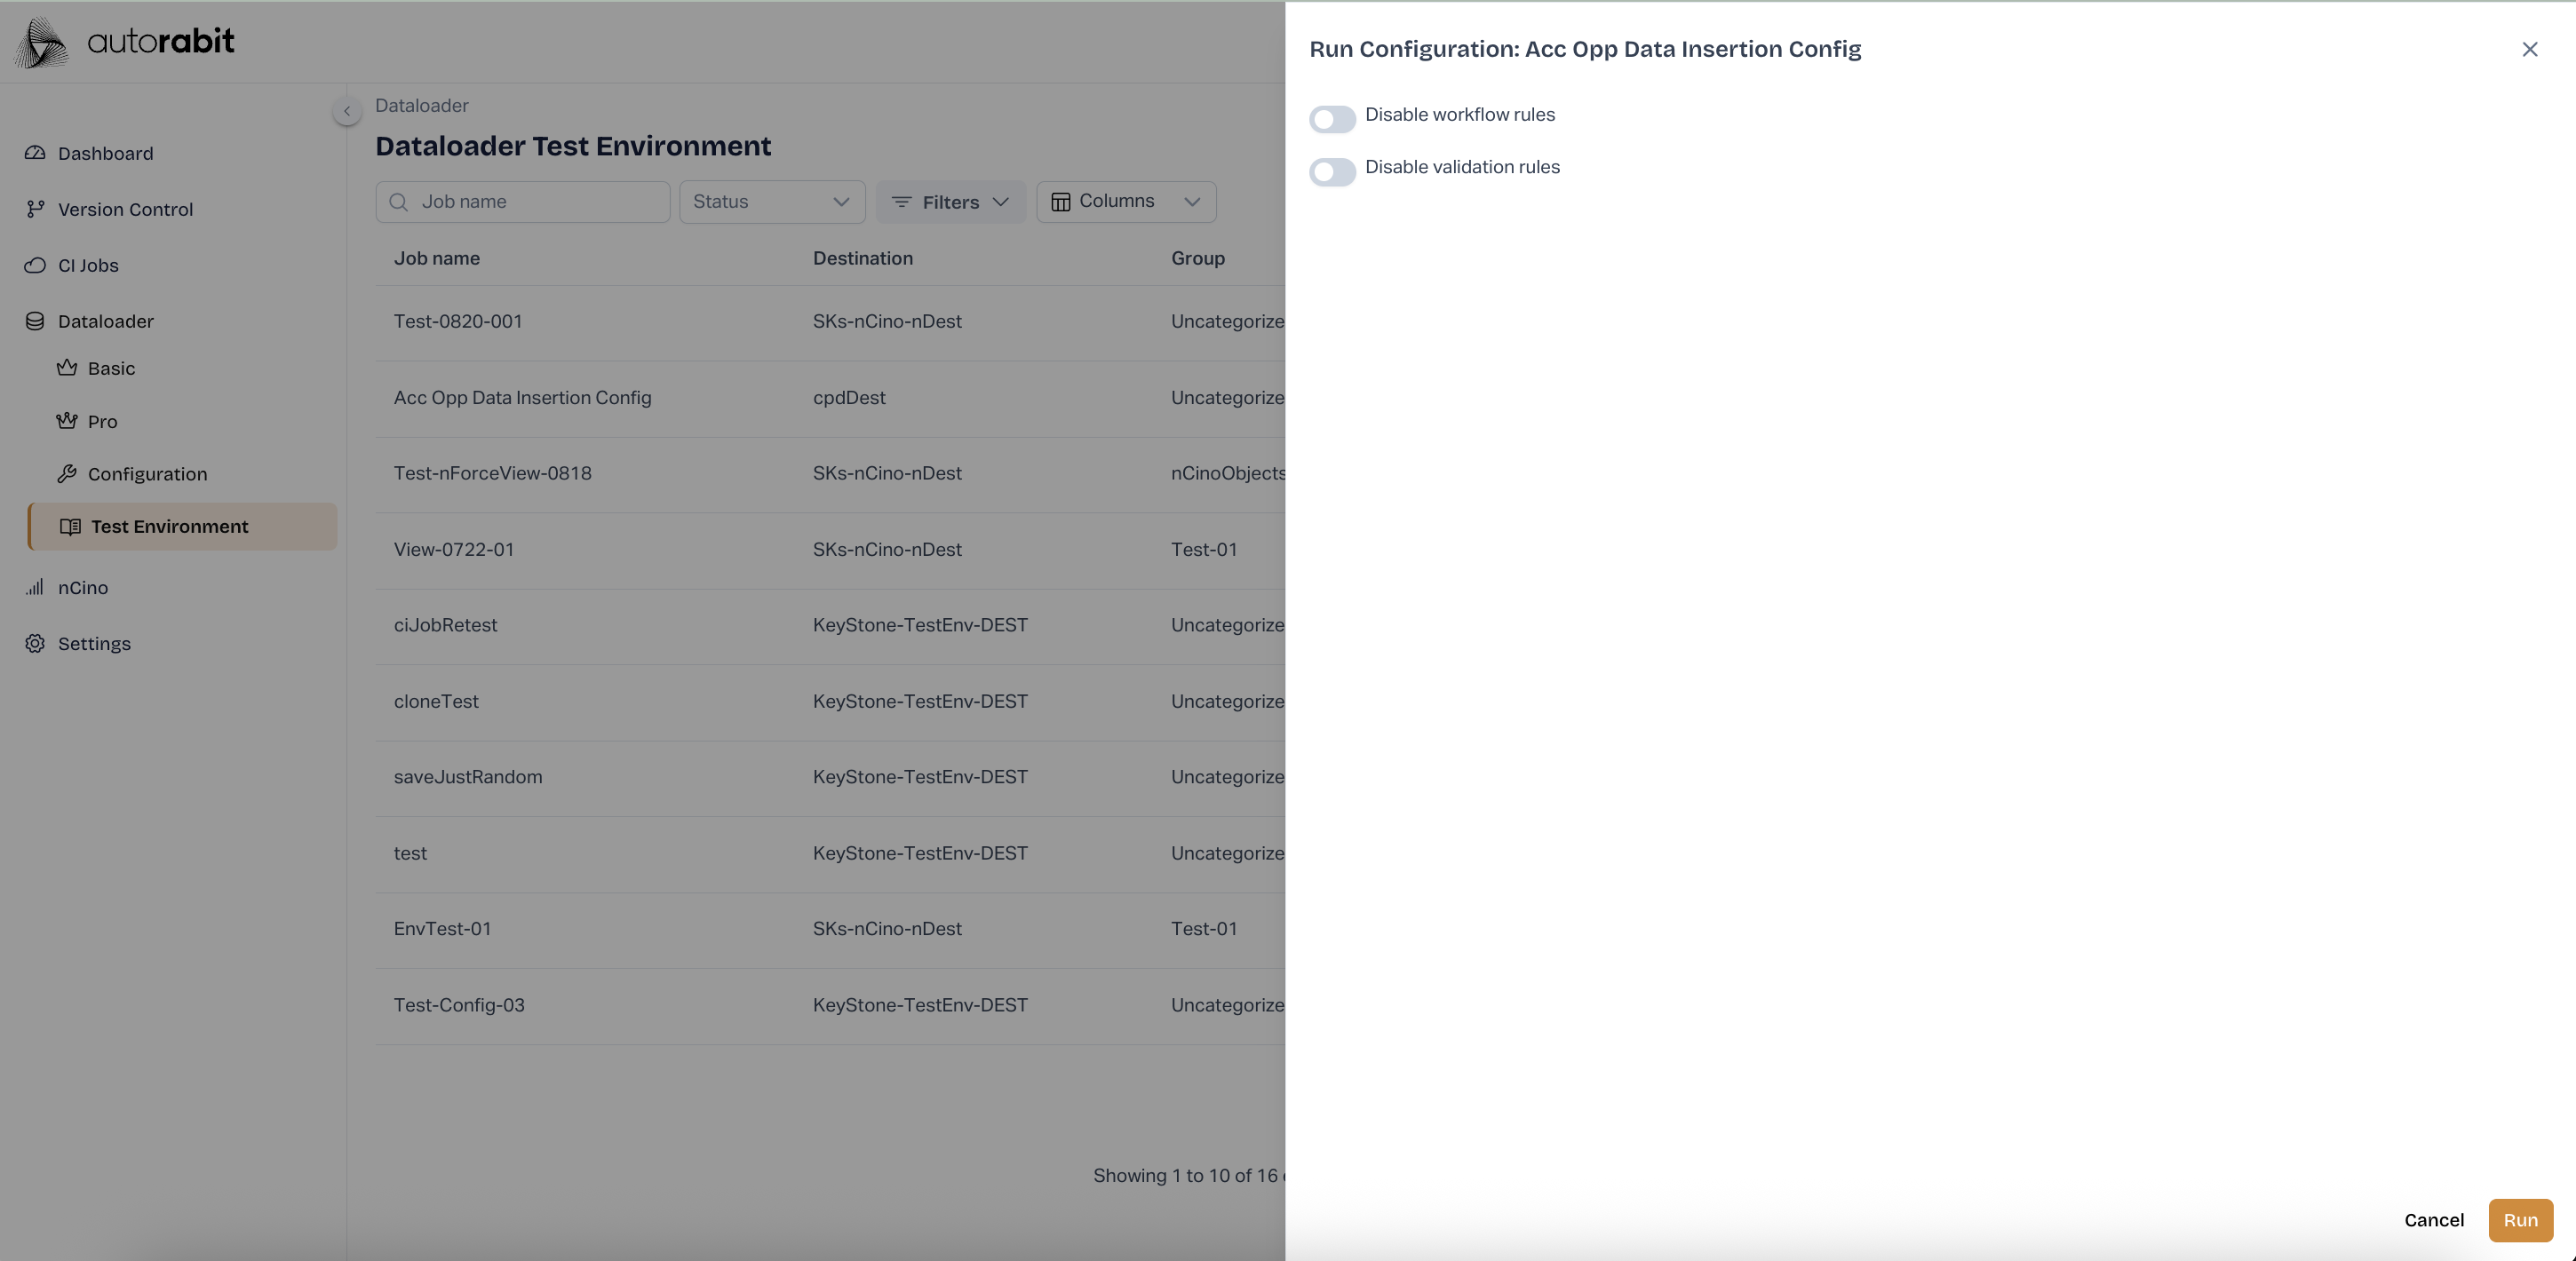 autorabit
Dashboard
Version Control
CI Jobs
Dataloader
Basic
Pro
Configuration
Test Environment
nCino
Settings
Dataloader
Dataloader Test Environment
Job name
Status
Filters
Columns
Job name Destination Group
Test-0820-001 SKs-nCino-nDest Uncategorize
Acc Opp Data Insertion Config cpdDest Uncategorize
Test-nForceView-0818 SKs-nCino-nDest nCinoObjects
View-0722-01 SKs-nCino-nDest Test-01
ciJobRetest KeyStone-TestEnv-DEST Uncategorize
cloneTest KeyStone-TestEnv-DEST Uncategorize
saveJustRandom KeyStone-TestEnv-DEST Uncategorize
test KeyStone-TestEnv-DEST Uncategorize
EnvTest-01 SKs-nCino-nDest Test-01
Test-Config-03 KeyStone-TestEnv-DEST Uncategorize
Showing 1 to 10 of 16
Run Configuration: Acc Opp Data Insertion Config
Disable workflow rules
Disable validation rules
Cancel
Run